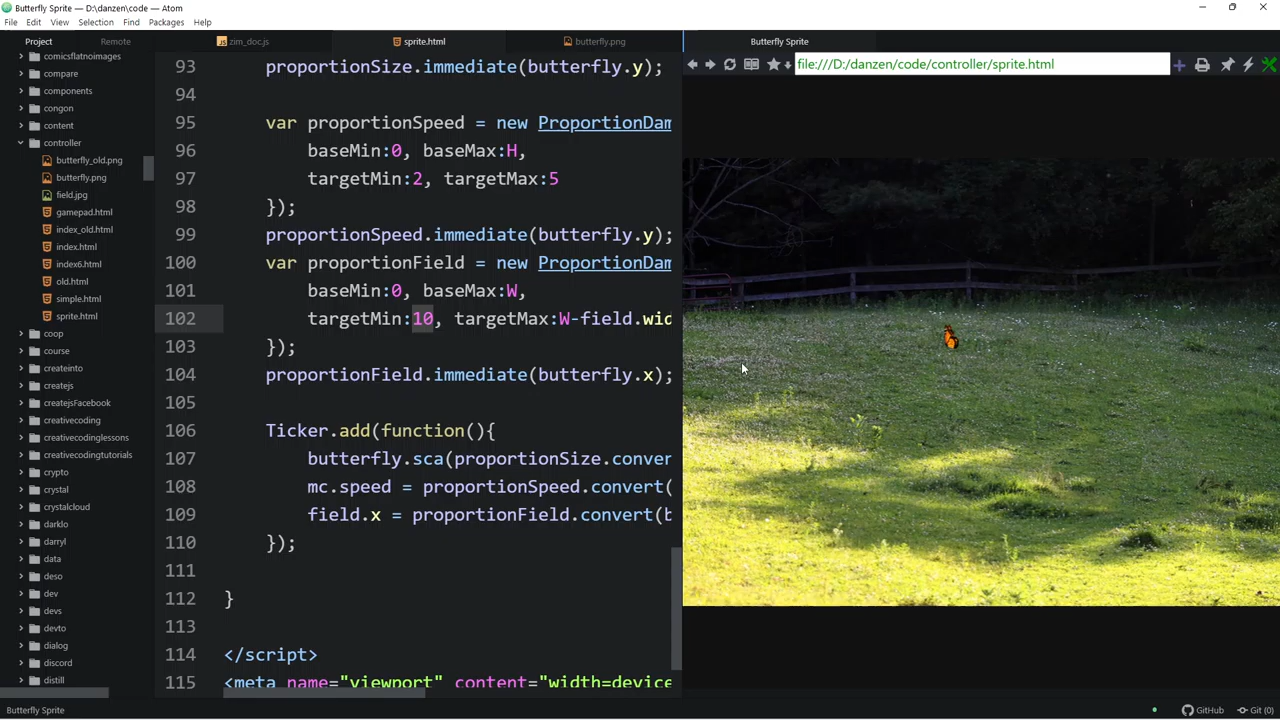 Butterfly Sprite — D:\danzen\code — Atom
File Edit View Selection Find Packages Help
Project Remote
zim_doc.js sprite.html butterfly.png
Butterfly Sprite
file:///D:/danzen/code/controller/sprite.html
comicsflatnoimages
compare
components
congon
content
controller
butterfly_old.png
butterfly.png
field.jpg
gamepad.html
index_old.html
index.html
index6.html
old.html
simple.html
sprite.html
coop
course
createinto
createjs
createjsFacebook
creativecoding
creativecodinglessons
creativecodingtutorials
crypto
crystal
crystalcloud
darklo
darryl
data
deso
dev
devs
devto
dialog
discord
distill
93 proportionSize.immediate(butterfly.y);
94
95 var proportionSpeed = new ProportionDam
96 baseMin:0, baseMax:H,
97 targetMin:2, targetMax:5
98 });
99 proportionSpeed.immediate(butterfly.y);
100 var proportionField = new ProportionDam
101 baseMin:0, baseMax:W,
102 targetMin:10, targetMax:W-field.wid
103 });
104 proportionField.immediate(butterfly.x);
105
106 Ticker.add(function(){
107 butterfly.sca(proportionSize.conver
108 mc.speed = proportionSpeed.convert(
109 field.x = proportionField.convert(b
110 });
111
112 }
113
114 </script>
115 <meta name="viewport" content="width=device
Butterfly Sprite
GitHub Git (0)